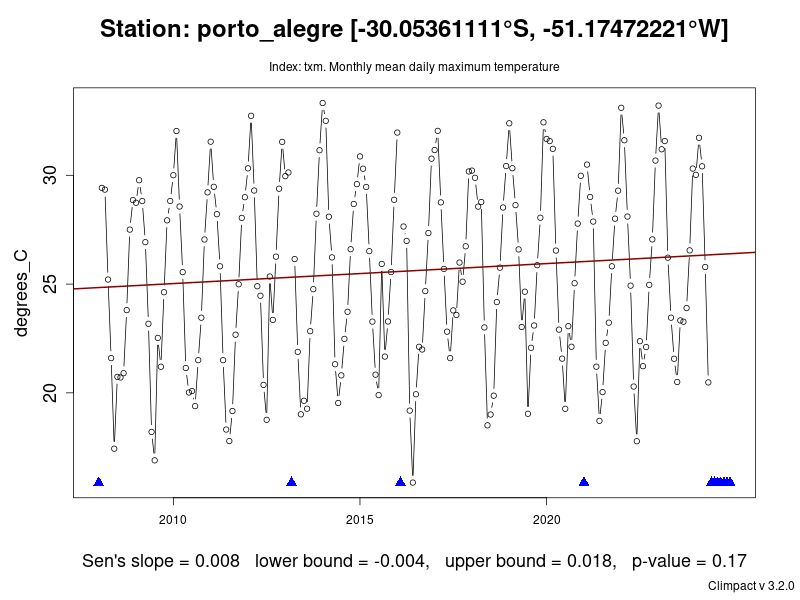 Station: porto_alegre [-30.05361111°S, -51.17472221°W]
Index: txm. Monthly mean daily maximum temperature
degrees_C
30
25
20
2010 2015 2020
Sen's slope = 0.008 lower bound = -0.004, upper bound = 0.018, p-value = 0.17
Climpact v 3.2.0